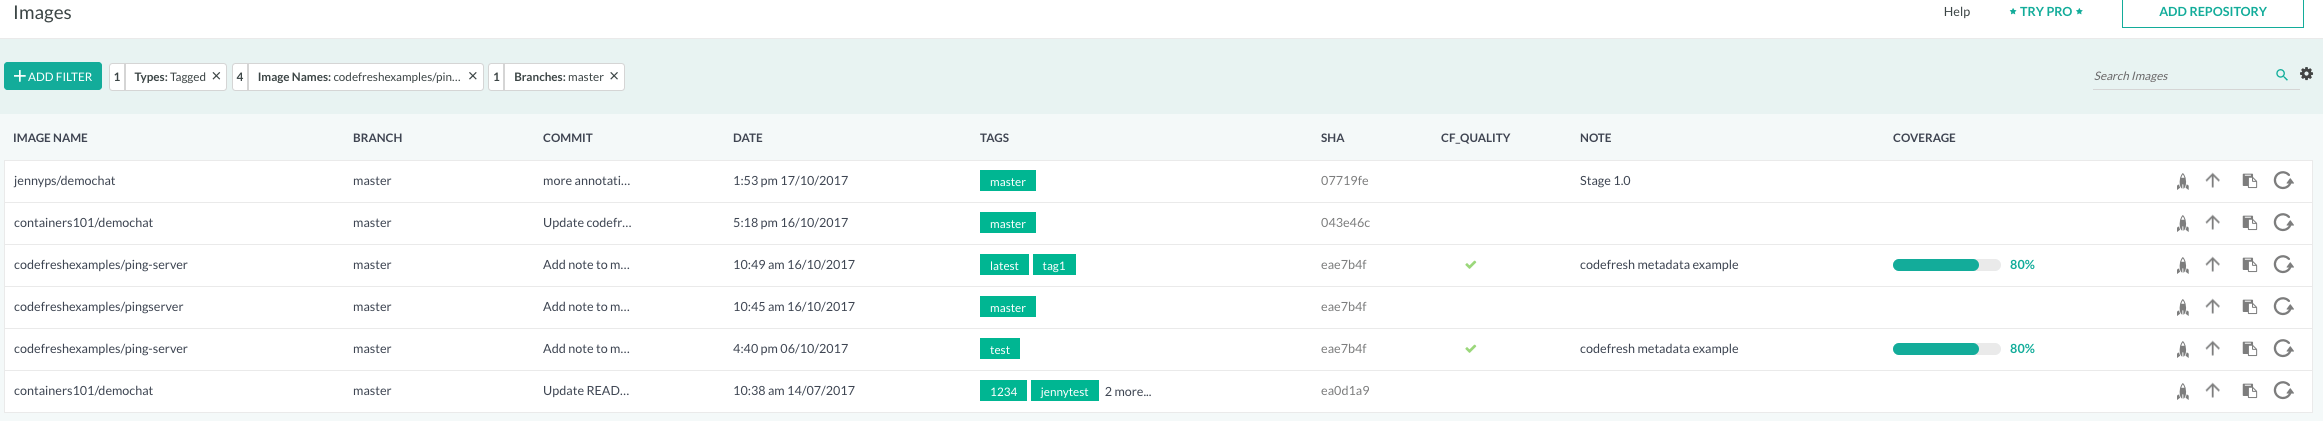 Images Help TRY PRO ADD REPOSITORY
ADD FILTER 1 Types: Tagged 4 Image Names: codefreshexamples/pin... 1 Branches: master Search Images
IMAGE NAME BRANCH COMMIT DATE TAGS SHA CF_QUALITY NOTE COVERAGE
jennyps/demochat master more annotati... 1:53 pm 17/10/2017 master 07719fe Stage 1.0
containers101/demochat master Update codefr... 5:18 pm 16/10/2017 master 043e46c
codefreshexamples/ping-server master Add note to m... 10:49 am 16/10/2017 latest tag1 eae7b4f codefresh metadata example 80%
codefreshexamples/pingserver master Add note to m... 10:45 am 16/10/2017 master eae7b4f
codefreshexamples/ping-server master Add note to m... 4:40 pm 06/10/2017 test eae7b4f codefresh metadata example 80%
containers101/demochat master Update READ... 10:38 am 14/07/2017 1234 jennytest 2 more... ea0d1a9